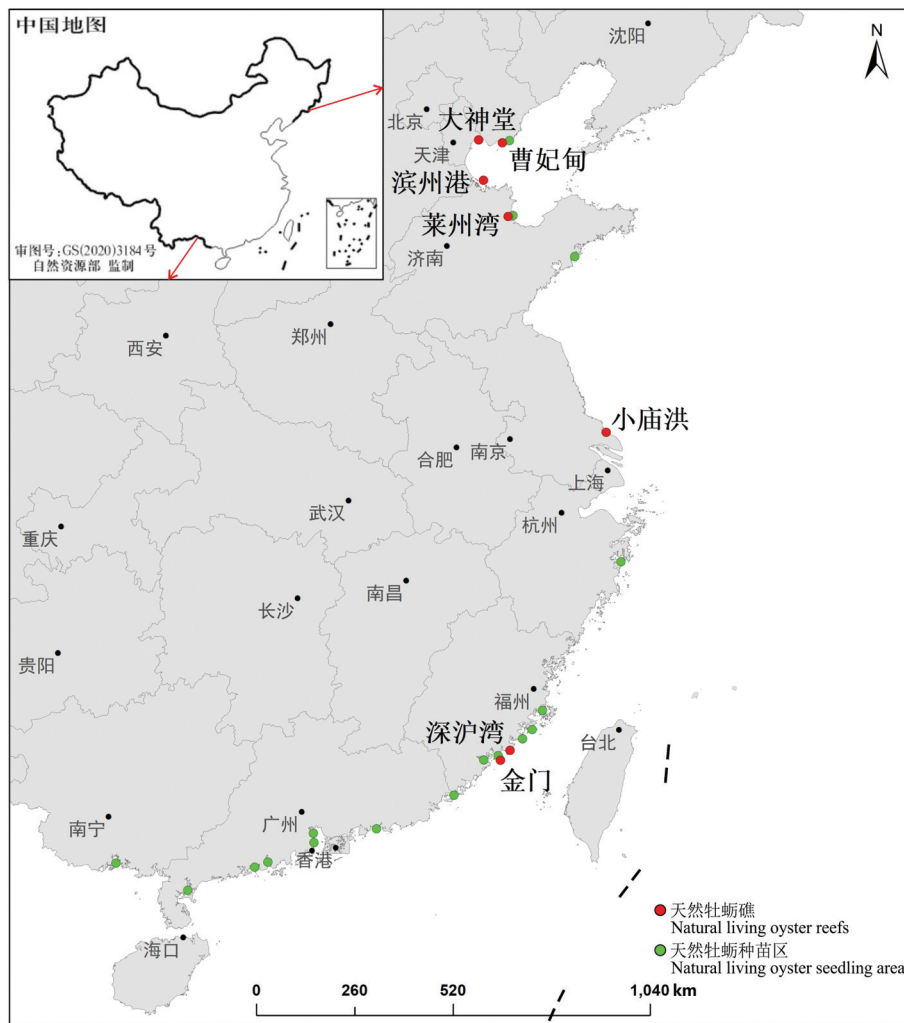 中国地图
审图号:GS(2020)3184号
自然资源部 监制
N
沈阳
北京
大神堂
天津
曹妃甸
滨州港
莱州湾
济南
西安
郑州
小庙洪
合肥
南京
上海
武汉
杭州
重庆
长沙
南昌
贵阳
福州
深沪湾
台北
金门
南宁
广州
香港
海口
天然牡蛎礁
Natural living oyster reefs
天然牡蛎种苗区
Natural living oyster seedling area
0 260 520 1,040 km